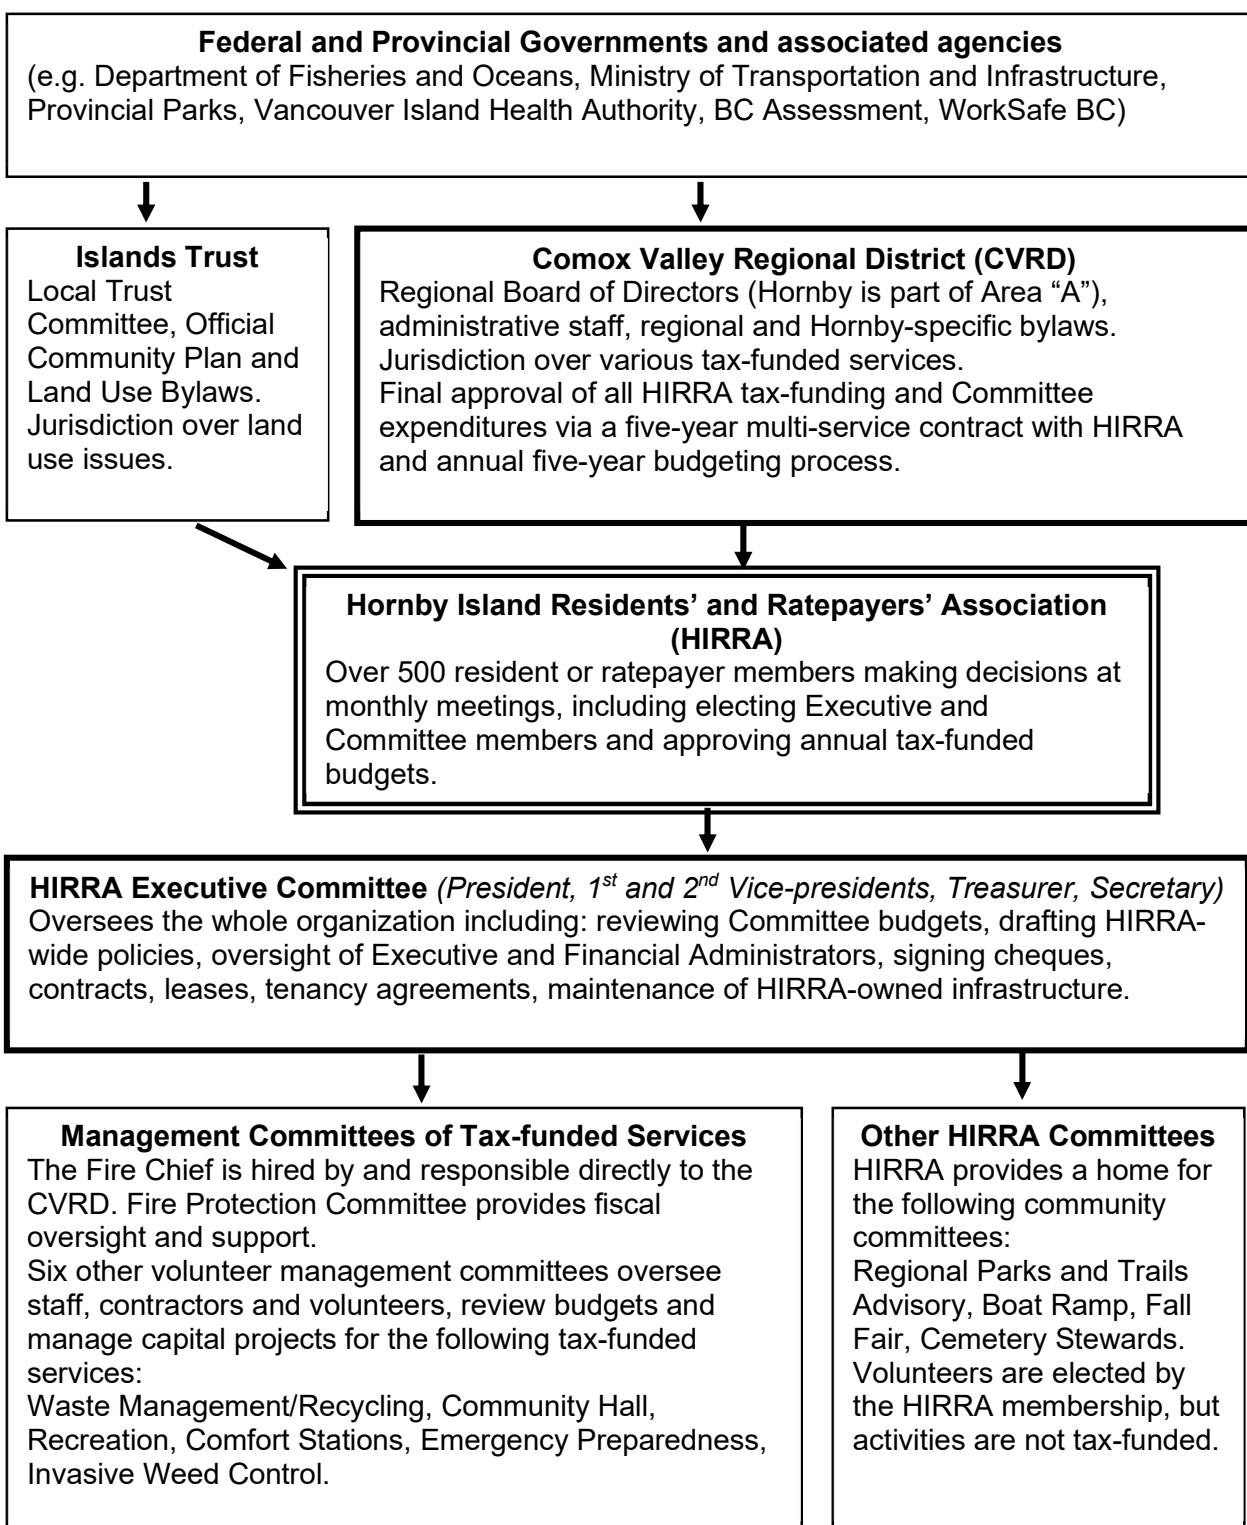 Federal and Provincial Governments and associated agencies
(e.g. Department of Fisheries and Oceans, Ministry of Transportation and Infrastructure,
Provincial Parks, Vancouver Island Health Authority, BC Assessment, WorkSafe BC)
Islands Trust
Local Trust
Committee, Official
Community Plan and
Land Use Bylaws.
Jurisdiction over land
use issues.
Comox Valley Regional District (CVRD)
Regional Board of Directors (Hornby is part of Area “A”),
administrative staff, regional and Hornby-specific bylaws.
Jurisdiction over various tax-funded services.
Final approval of all HIRRA tax-funding and Committee
expenditures via a five-year multi-service contract with HIRRA
and annual five-year budgeting process.
Hornby Island Residents’ and Ratepayers’ Association
(HIRRA)
Over 500 resident or ratepayer members making decisions at
monthly meetings, including electing Executive and
Committee members and approving annual tax-funded
budgets.
HIRRA Executive Committee (President, 1st and 2nd Vice-presidents, Treasurer, Secretary)
Oversees the whole organization including: reviewing Committee budgets, drafting HIRRA-
wide policies, oversight of Executive and Financial Administrators, signing cheques,
contracts, leases, tenancy agreements, maintenance of HIRRA-owned infrastructure.
Management Committees of Tax-funded Services
The Fire Chief is hired by and responsible directly to the
CVRD. Fire Protection Committee provides fiscal
oversight and support.
Six other volunteer management committees oversee
staff, contractors and volunteers, review budgets and
manage capital projects for the following tax-funded
services:
Waste Management/Recycling, Community Hall,
Recreation, Comfort Stations, Emergency Preparedness,
Invasive Weed Control.
Other HIRRA Committees
HIRRA provides a home for
the following community
committees:
Regional Parks and Trails
Advisory, Boat Ramp, Fall
Fair, Cemetery Stewards.
Volunteers are elected by
the HIRRA membership, but
activities are not tax-funded.